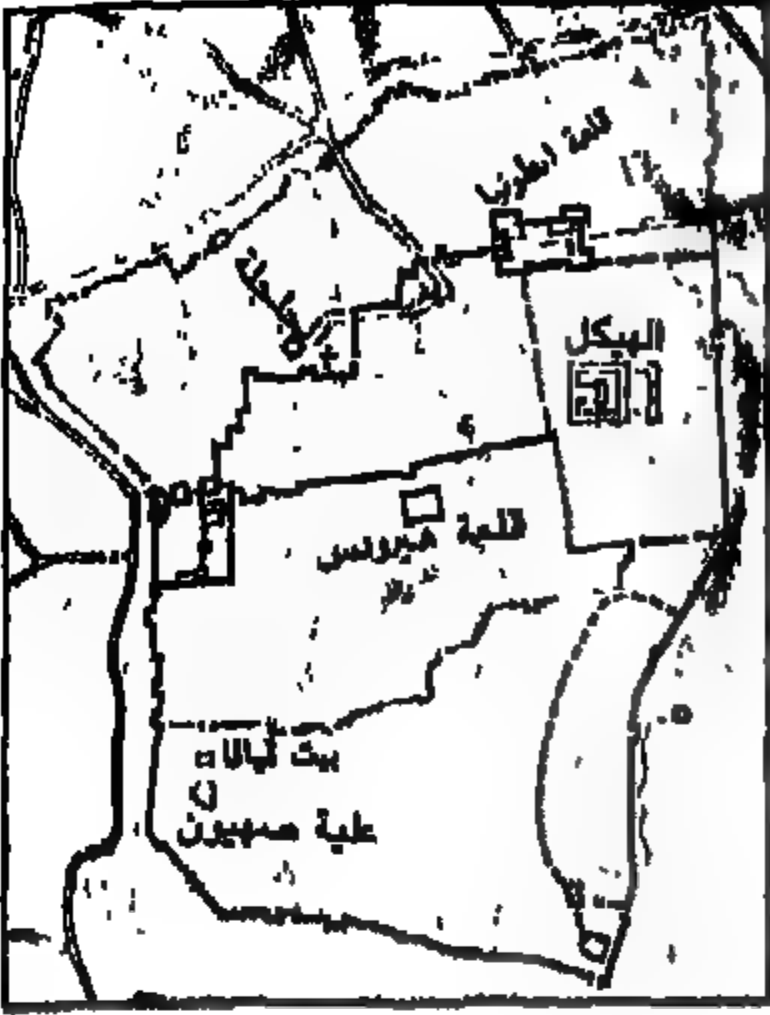 قلعة انطونيا
الهيكل
قلعة هيرودس
بيت قيافا
علية صهيون